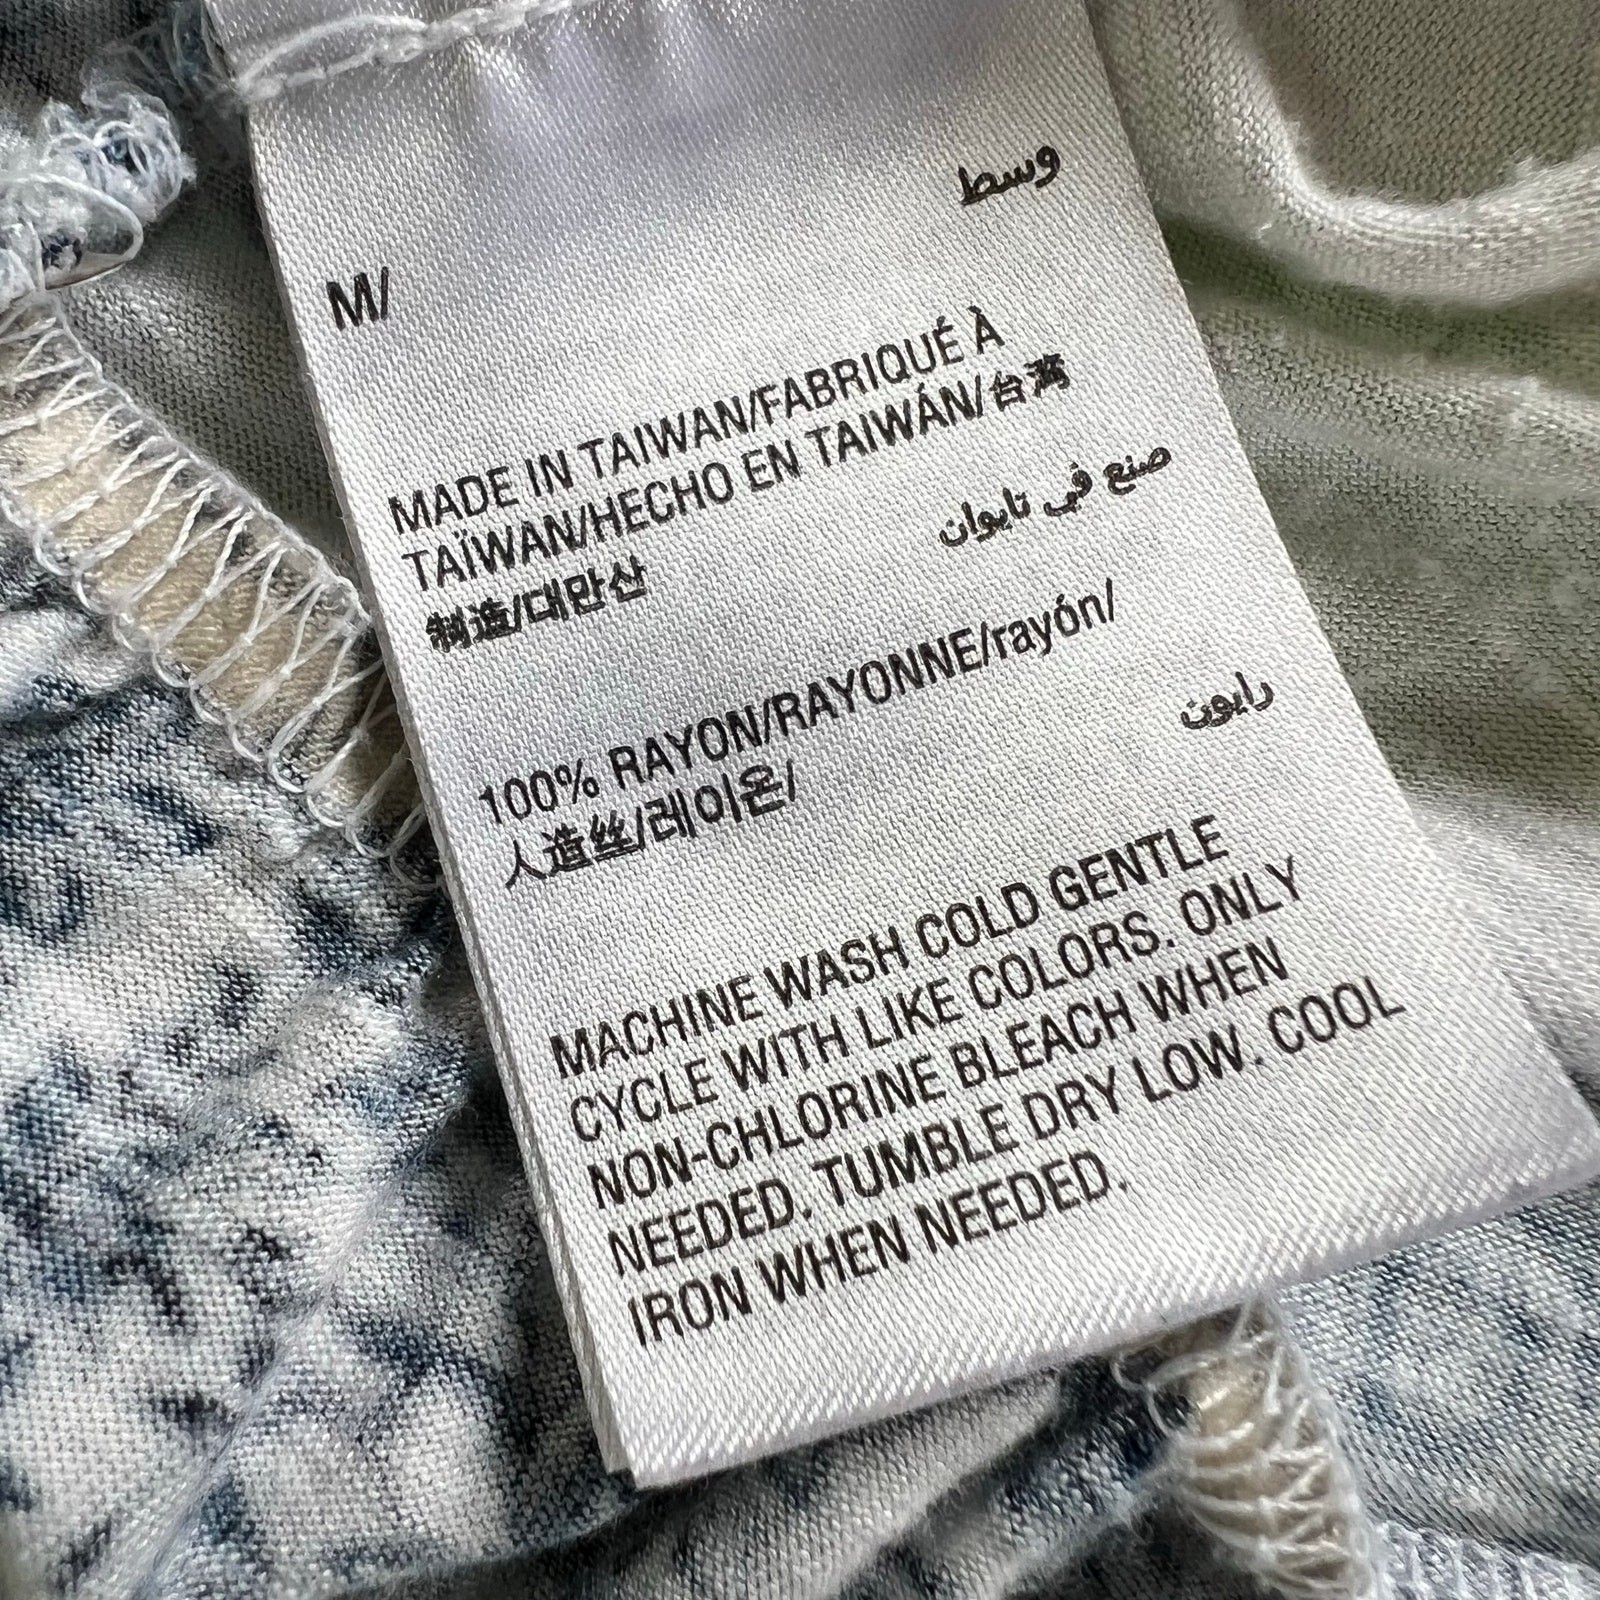 وسط
M/
MADE IN TAIWAN/FABRIQUÉ À
TAÏWAN/HECHO EN TAIWÁN/台灣
صنع في تايوان
制造/대만산
100% RAYON/RAYONNE/rayón/
رايون
人造丝/레이온/
MACHINE WASH COLD GENTLE
CYCLE WITH LIKE COLORS. ONLY
NON-CHLORINE BLEACH WHEN
NEEDED. TUMBLE DRY LOW. COOL
IRON WHEN NEEDED.